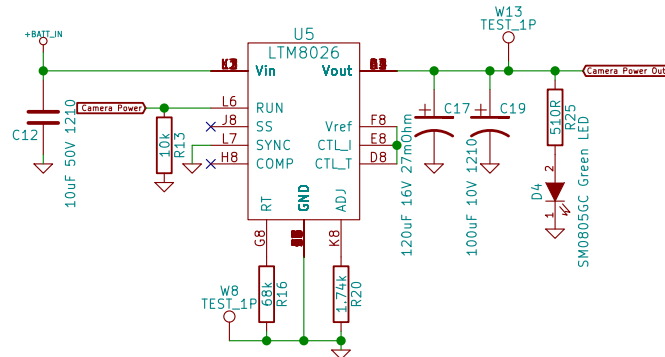 W13
TEST_1P
+BATT_IN
U5
LTM8026
Vin
Vout
Camera Power Out
Camera Power
L6
RUN
J8
SS
L7
SYNC
H8
COMP
Vref
F8
CTL_I
E8
CTL_T
D8
RT
GND
ADJ
G8
K8
C12
10uF 50V 1210
10k
R13
C17
120uF 16V 27mOhm
C19
100uF 10V 1210
510R
R25
2
D4
1
SM0805GC Green LED
W8
TEST_1P
68k
R16
1.74k
R20